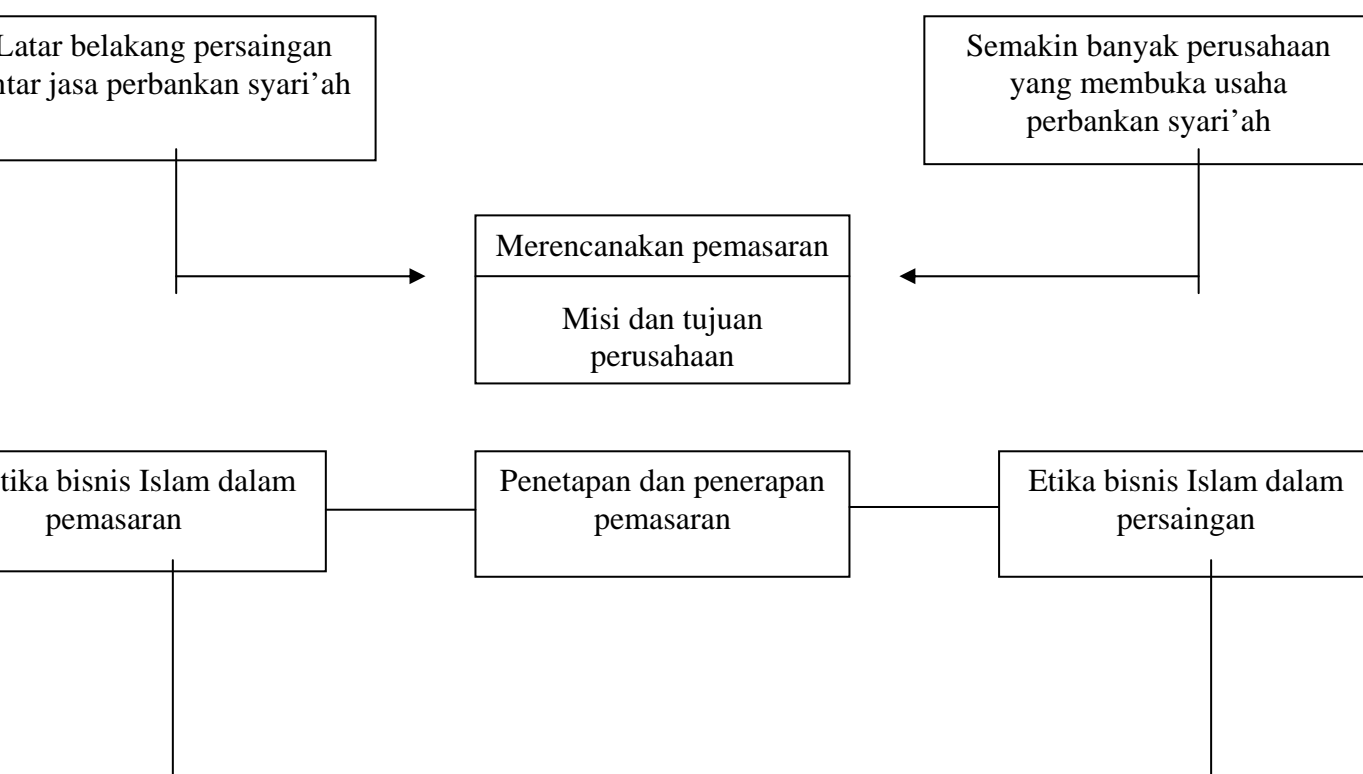 Latar belakang persaingan
ntar jasa perbankan syari’ah
Semakin banyak perusahaan
yang membuka usaha
perbankan syari’ah
Merencanakan pemasaran
Misi dan tujuan
perusahaan
tika bisnis Islam dalam
pemasaran
Penetapan dan penerapan
pemasaran
Etika bisnis Islam dalam
persaingan